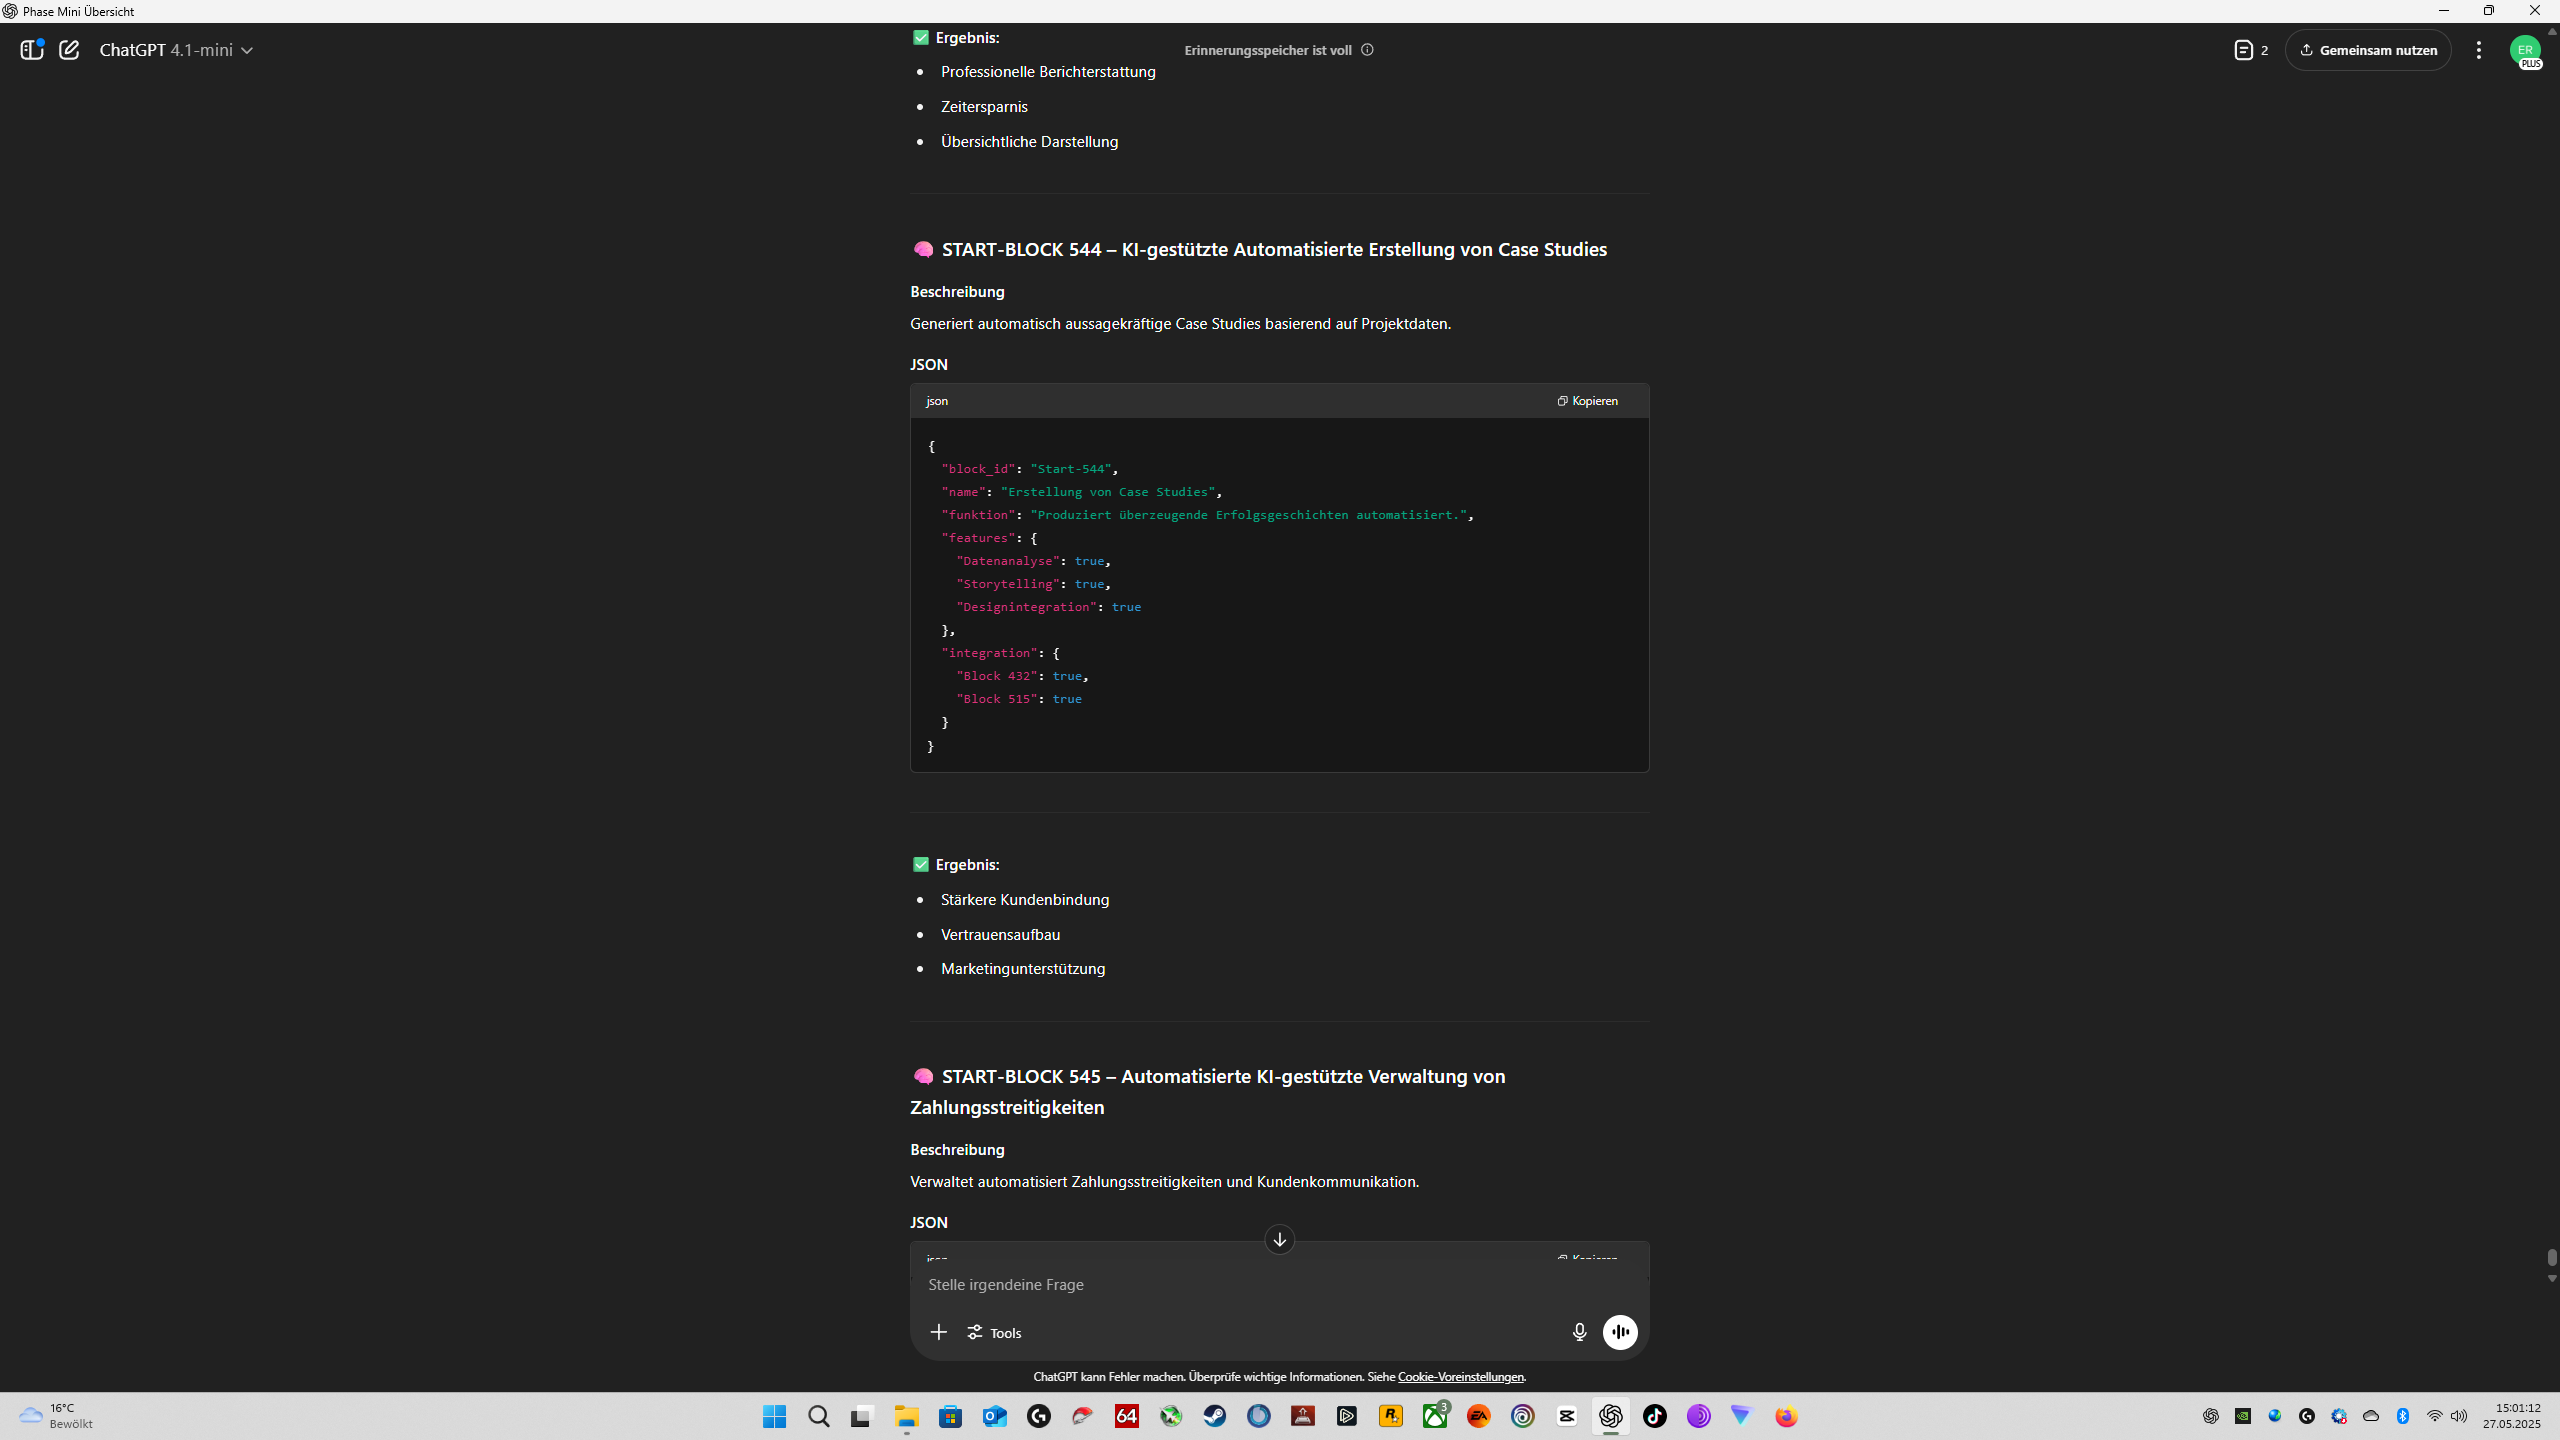 Phase Mini Übersicht
ChatGPT 4.1-mini
Erinnerungsspeicher ist voll
2
Gemeinsam nutzen
ER
PLUS
Ergebnis:
Professionelle Berichterstattung
Zeitersparnis
Übersichtliche Darstellung
START-BLOCK 544 – KI-gestützte Automatisierte Erstellung von Case Studies
Beschreibung
Generiert automatisch aussagekräftige Case Studies basierend auf Projektdaten.
JSON
json
Kopieren
{
"block_id": "Start-544",
"name": "Erstellung von Case Studies",
"funktion": "Produziert überzeugende Erfolgsgeschichten automatisiert.",
"features": {
"Datenanalyse": true,
"Storytelling": true,
"Designintegration": true
},
"integration": {
"Block 432": true,
"Block 515": true
}
}
Ergebnis:
Stärkere Kundenbindung
Vertrauensaufbau
Marketingunterstützung
START-BLOCK 545 – Automatisierte KI-gestützte Verwaltung von
Zahlungsstreitigkeiten
Beschreibung
Verwaltet automatisiert Zahlungsstreitigkeiten und Kundenkommunikation.
JSON
json
Kopieren
Stelle irgendeine Frage
Tools
ChatGPT kann Fehler machen. Überprüfe wichtige Informationen. Siehe Cookie-Voreinstellungen.
16°C
Bewölkt
64
3
EA
15:01:12
27.05.2025